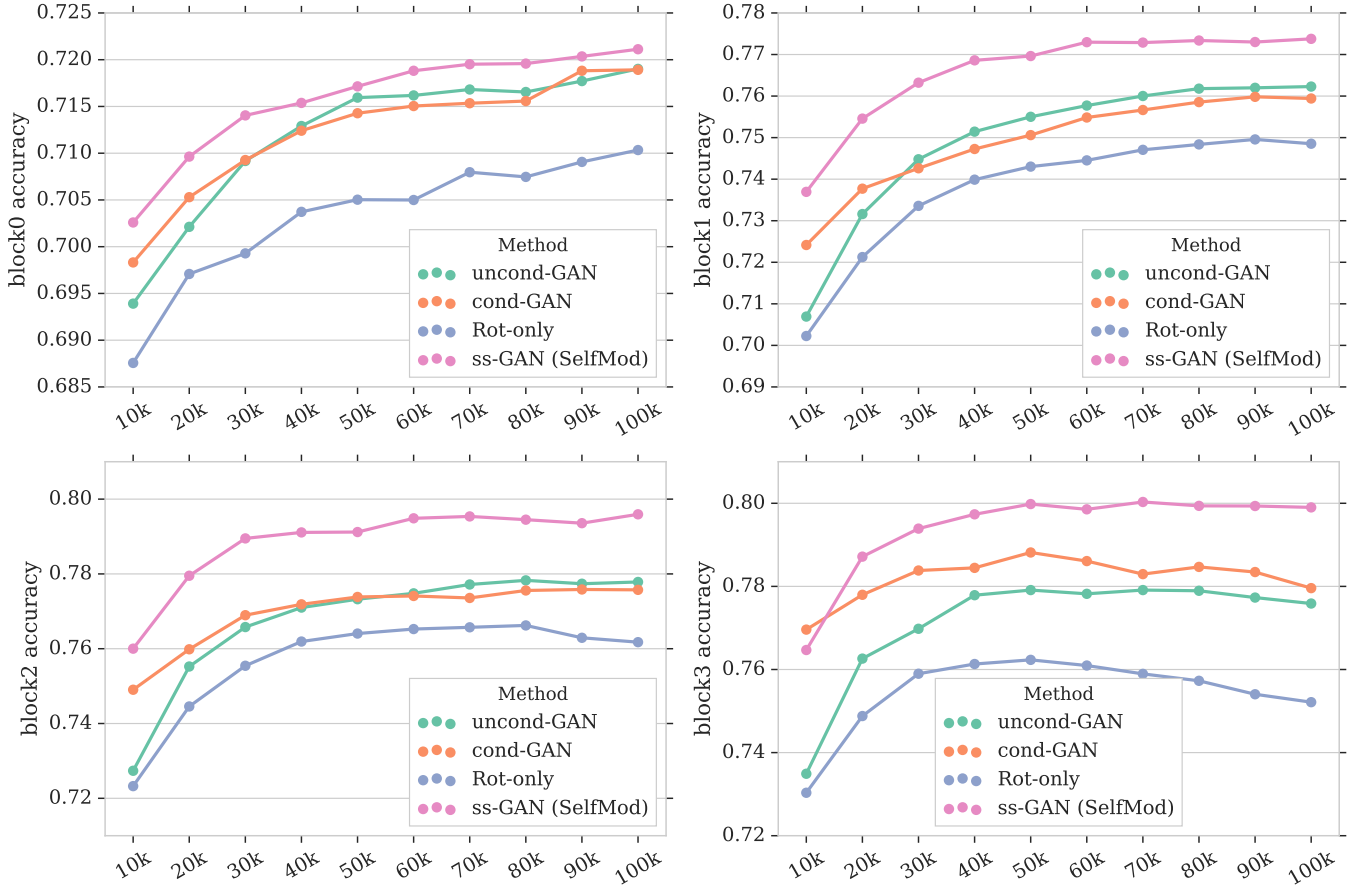 block0 accuracy
0.725
0.720
0.715
0.710
0.705
0.700
0.695
0.690
0.685
10k 20k 30k 40k 50k 60k 70k 80k 90k 100k
Method
uncond-GAN
cond-GAN
Rot-only
ss-GAN (SelfMod)
block1 accuracy
0.78
0.77
0.76
0.75
0.74
0.73
0.72
0.71
0.70
0.69
10k 20k 30k 40k 50k 60k 70k 80k 90k 100k
Method
uncond-GAN
cond-GAN
Rot-only
ss-GAN (SelfMod)
block2 accuracy
0.80
0.78
0.76
0.74
0.72
10k 20k 30k 40k 50k 60k 70k 80k 90k 100k
Method
uncond-GAN
cond-GAN
Rot-only
ss-GAN (SelfMod)
block3 accuracy
0.80
0.78
0.76
0.74
0.72
10k 20k 30k 40k 50k 60k 70k 80k 90k 100k
Method
uncond-GAN
cond-GAN
Rot-only
ss-GAN (SelfMod)